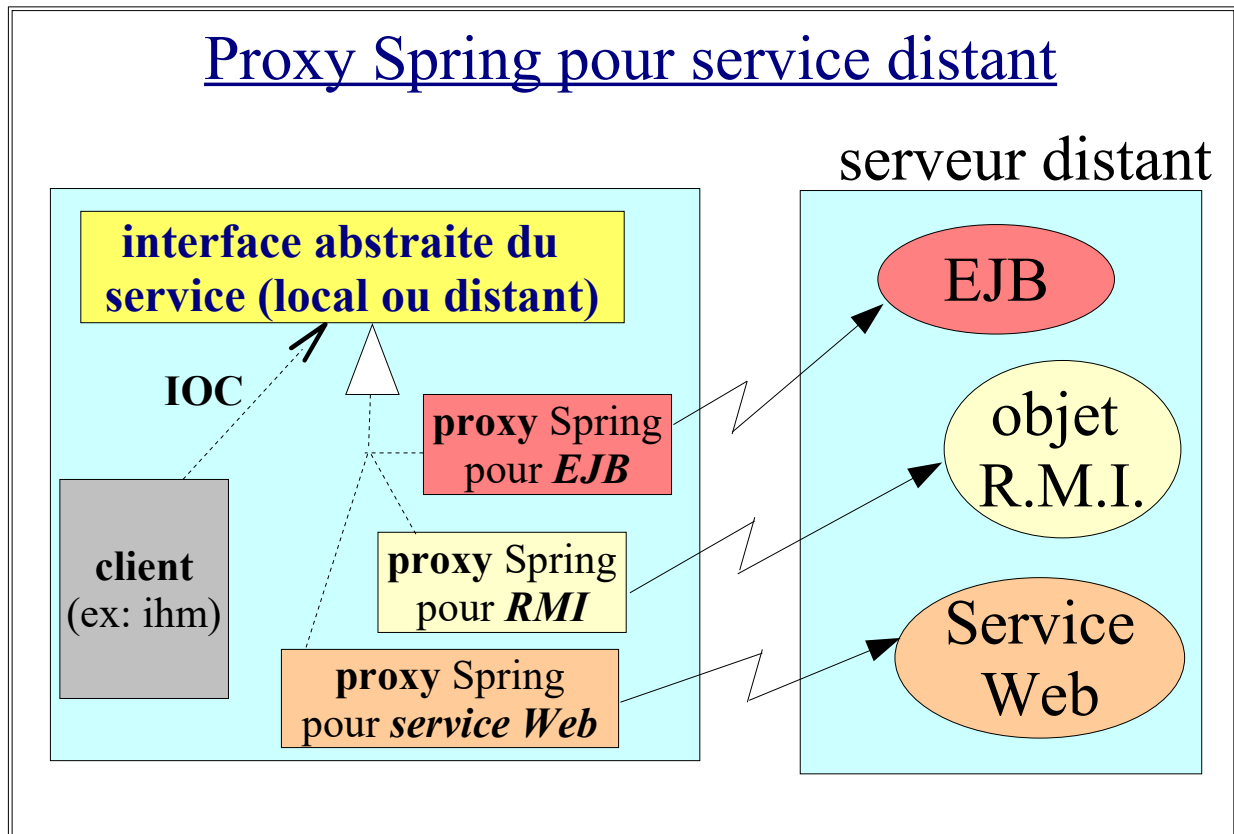 Proxy Spring pour service distant
serveur distant
interface abstraite du
service (local ou distant)
IOC
client
(ex: ihm)
proxy Spring
pour EJB
proxy Spring
pour RMI
proxy Spring
pour service Web
EJB
objet
R.M.I.
Service
Web